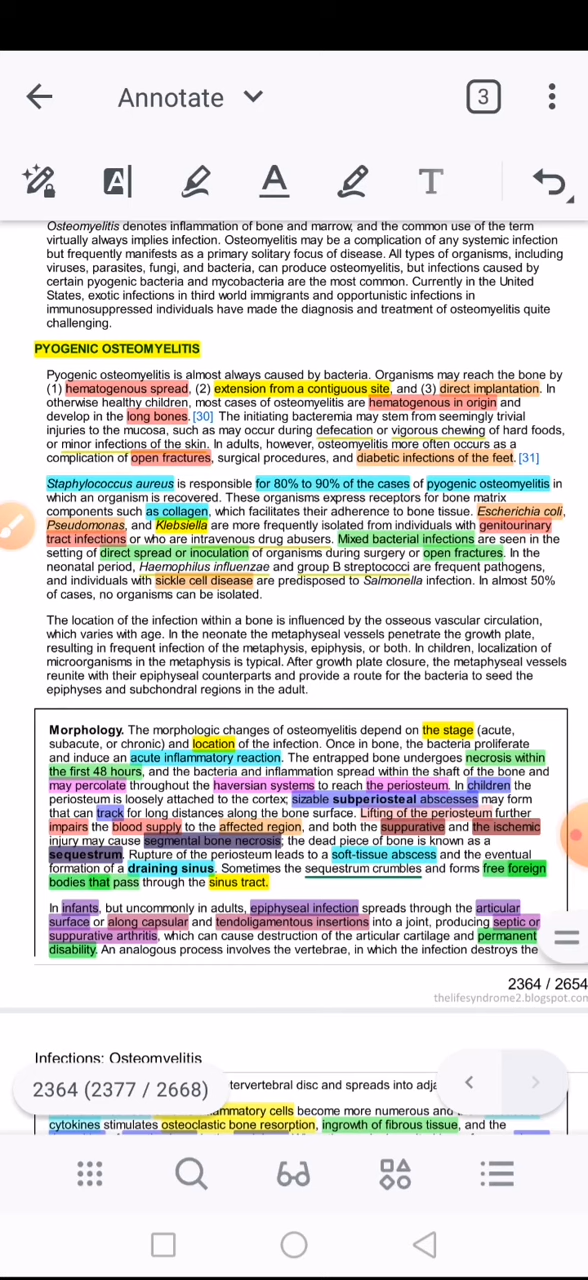 Annotate
3
A
A
T
Osteomyelitis denotes inflammation of bone and marrow, and the common use of the term
virtually always implies infection. Osteomyelitis may be a complication of any systemic infection
but frequently manifests as a primary solitary focus of disease. All types of organisms, including
viruses, parasites, fungi, and bacteria, can produce osteomyelitis, but infections caused by
certain pyogenic bacteria and mycobacteria are the most common. Currently in the United
States, exotic infections in third world immigrants and opportunistic infections in
immunosuppressed individuals have made the diagnosis and treatment of osteomyelitis quite
challenging.
PYOGENIC OSTEOMYELITIS
Pyogenic osteomyelitis is almost always caused by bacteria. Organisms may reach the bone by
(1) hematogenous spread, (2) extension from a contiguous site, and (3) direct implantation. In
otherwise healthy children, most cases of osteomyelitis are hematogenous in origin and
develop in the long bones. [30] The initiating bacteremia may stem from seemingly trivial
injuries to the mucosa, such as may occur during defecation or vigorous chewing of hard foods,
or minor infections of the skin. In adults, however, osteomyelitis more often occurs as a
complication of open fractures, surgical procedures, and diabetic infections of the feet. [31]
Staphylococcus aureus is responsible for 80% to 90% of the cases of pyogenic osteomyelitis in
which an organism is recovered. These organisms express receptors for bone matrix
components such as collagen, which facilitates their adherence to bone tissue. Escherichia coli,
Pseudomonas, and Klebsiella are more frequently isolated from individuals with genitourinary
tract infections or who are intravenous drug abusers. Mixed bacterial infections are seen in the
setting of direct spread or inoculation of organisms during surgery or open fractures. In the
neonatal period, Haemophilus influenzae and group B streptococci are frequent pathogens,
and individuals with sickle cell disease are predisposed to Salmonella infection. In almost 50%
of cases, no organisms can be isolated.
The location of the infection within a bone is influenced by the osseous vascular circulation,
which varies with age. In the neonate the metaphyseal vessels penetrate the growth plate,
resulting in frequent infection of the metaphysis, epiphysis, or both. In children, localization of
microorganisms in the metaphysis is typical. After growth plate closure, the metaphyseal vessels
reunite with their epiphyseal counterparts and provide a route for the bacteria to seed the
epiphyses and subchondral regions in the adult.
Morphology. The morphologic changes of osteomyelitis depend on the stage (acute,
subacute, or chronic) and location of the infection. Once in bone, the bacteria proliferate
and induce an acute inflammatory reaction. The entrapped bone undergoes necrosis within
the first 48 hours, and the bacteria and inflammation spread within the shaft of the bone and
may percolate throughout the haversian systems to reach the periosteum. In children the
periosteum is loosely attached to the cortex; sizable subperiosteal abscesses may form
that can track for long distances along the bone surface. Lifting of the periosteum further
impairs the blood supply to the affected region, and both the suppurative and the ischemic
injury may cause segmental bone necrosis; the dead piece of bone is known as a
sequestrum. Rupture of the periosteum leads to a soft-tissue abscess and the eventual
formation of a draining sinus. Sometimes the sequestrum crumbles and forms free foreign
bodies that pass through the sinus tract.
In infants, but uncommonly in adults, epiphyseal infection spreads through the articular
surface or along capsular and tendoligamentous insertions into a joint, producing septic or
suppurative arthritis, which can cause destruction of the articular cartilage and permanent
disability. An analogous process involves the vertebrae, in which the infection destroys the
2364 / 2654
thelifesyndrome2.blogspot.com
Infections: Osteomyelitis
2364 (2377 / 2668)
tervertebral disc and spreads into adja
ammatory cells become more numerous and
cytokines stimulates osteoclastic bone resorption, ingrowth of fibrous tissue, and the